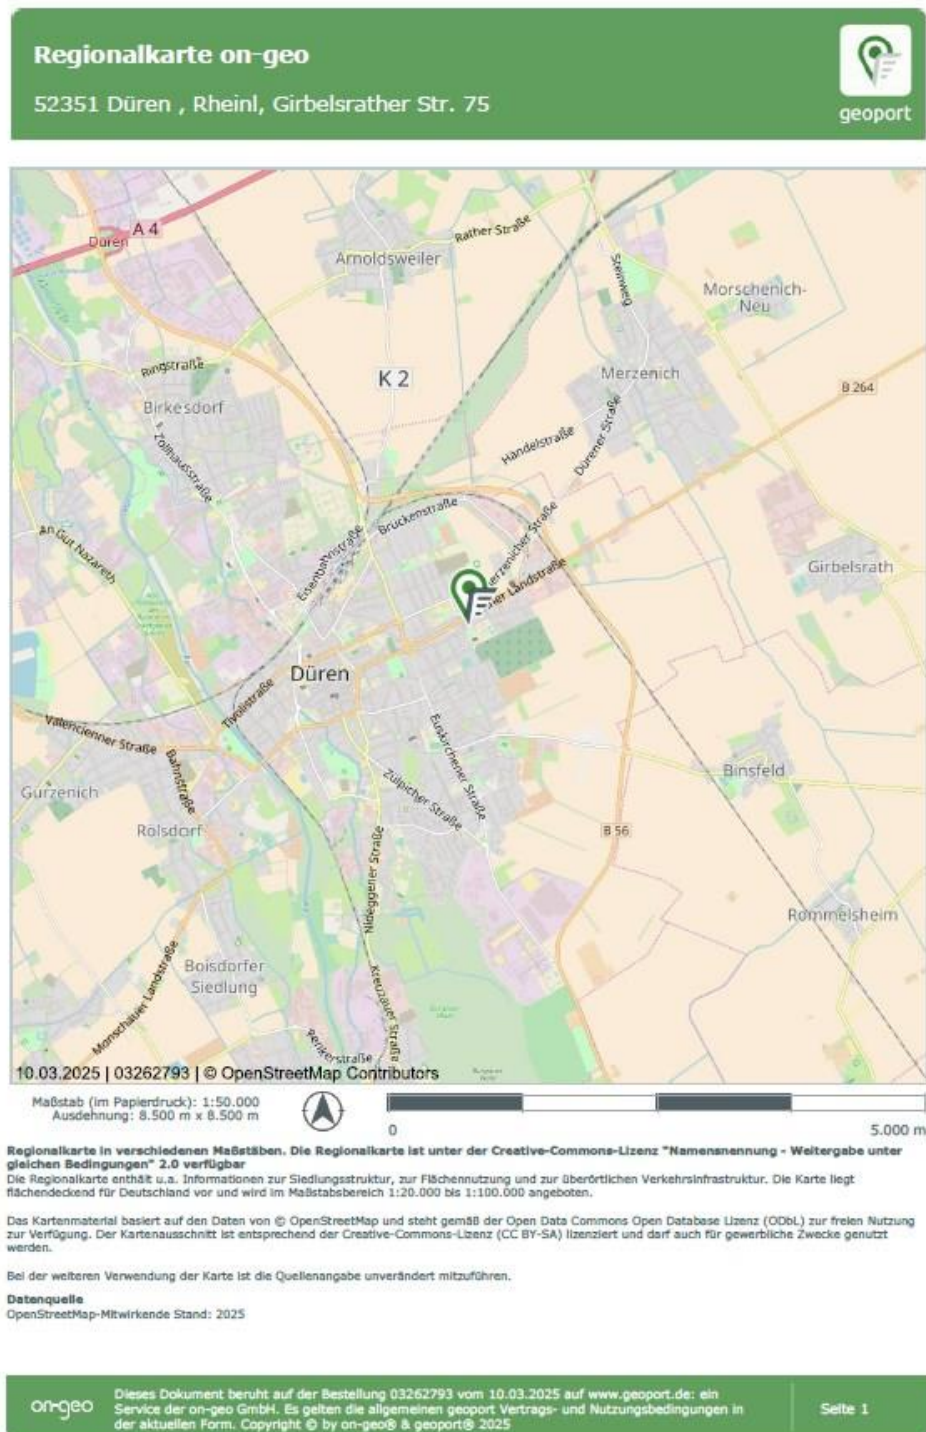 Regionalkarte on-geo
52351 Düren , Rheinl, Girbelsrather Str. 75
geoport
A 4
Düren
Arnoldsweiler
Rather Straße
Steinweg
Morschenich-
Neu
Ringstraße
K 2
Merzenich
B 264
Birkesdorf
Zollhausstraße
Händelstraße
Dürener Straße
An Gut Nazareth
Eisenbahnstraße
Brückenstraße
erzenicher Straße
ner Landstraße
Girbelsrath
Düren
Tivolistraße
Valencienner Straße
Bahnstraße
Euskirchener Straße
Binsfeld
Gürzenich
Zülpicher Straße
Rölsdorf
B 56
Nideggener Straße
Rommelsheim
Boisdorfer
Siedlung
Monschauer Landstraße
Kreuzauer Straße
Renkerstraße
10.03.2025 | 03262793 | © OpenStreetMap Contributors
Maßstab (im Papierdruck): 1:50.000
Ausdehnung: 8.500 m x 8.500 m
0
5.000 m
Regionalkarte in verschiedenen Maßstäben. Die Regionalkarte ist unter der Creative-Commons-Lizenz "Namensnennung - Weitergabe unter
gleichen Bedingungen" 2.0 verfügbar
Die Regionalkarte enthält u.a. Informationen zur Siedlungsstruktur, zur Flächennutzung und zur überörtlichen Verkehrsinfrastruktur. Die Karte liegt
flächendeckend für Deutschland vor und wird im Maßstabsbereich 1:20.000 bis 1:100.000 angeboten.
Das Kartenmaterial basiert auf den Daten von © OpenStreetMap und steht gemäß der Open Data Commons Open Database Lizenz (ODbL) zur freien Nutzung
zur Verfügung. Der Kartenausschnitt ist entsprechend der Creative-Commons-Lizenz (CC BY-SA) lizenziert und darf auch für gewerbliche Zwecke genutzt
werden.
Bei der weiteren Verwendung der Karte ist die Quellenangabe unverändert mitzuführen.
Datenquelle
OpenStreetMap-Mitwirkende Stand: 2025
on-geo
Dieses Dokument beruht auf der Bestellung 03262793 vom 10.03.2025 auf www.geoport.de: ein
Service der on-geo GmbH. Es gelten die allgemeinen geoport Vertrags- und Nutzungsbedingungen in
der aktuellen Form. Copyright © by on-geo® & geoport® 2025
Seite 1